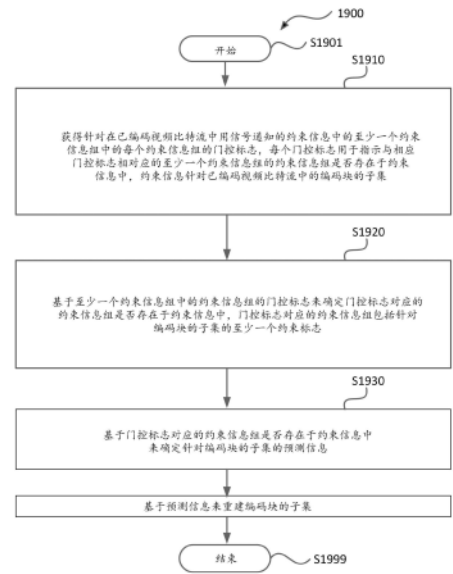 1900
开始
S1901
S1910
获得针对在已编码视频比特流中用信号通知的约束信息中的至少一个约束
信息组中的每个约束信息组的门控标志，每个门控标志用于指示与相应
门控标志相对应的至少一个约束信息组的约束信息组是否存在于约束
信息中，约束信息针对已编码视频比特流中的编码块的子集
S1920
基于至少一个约束信息组中的约束信息组的门控标志来确定门控标志对应的
约束信息组是否存在于约束信息中，门控标志对应的约束信息组包括针对
编码块的子集的至少一个约束标志
S1930
基于门控标志对应的约束信息组是否存在于约束信息中
来确定针对编码块的子集的预测信息
基于预测信息来重建编码块的子集
结束
S1999